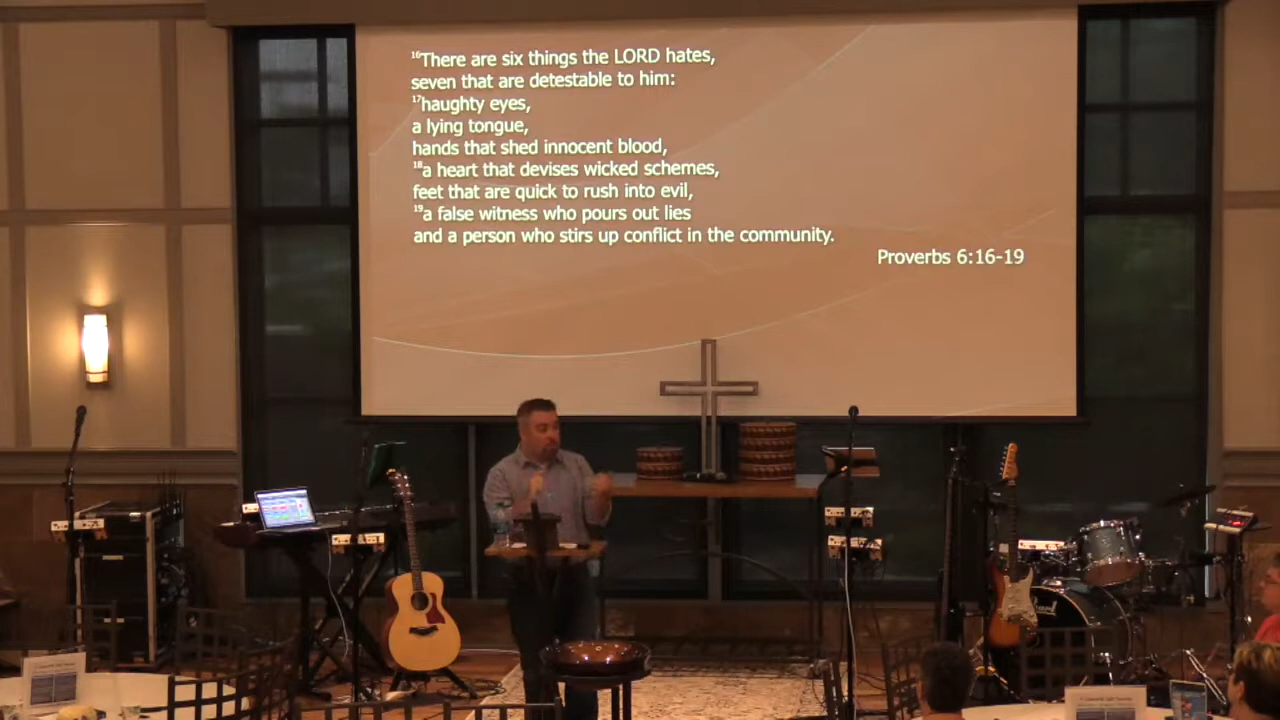 16There are six things the LORD hates,
seven that are detestable to him:
17haughty eyes,
a lying tongue,
hands that shed innocent blood,
18a heart that devises wicked schemes,
feet that are quick to rush into evil,
19a false witness who pours out lies
and a person who stirs up conflict in the community.
Proverbs 6:16-19